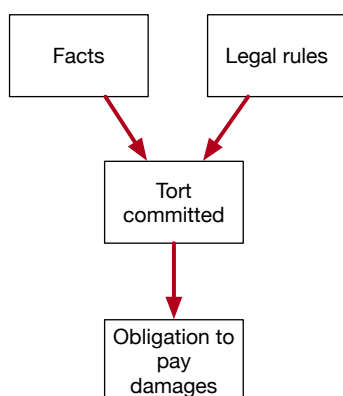 Facts
Legal rules
Tort
committed
Obligation to
pay
damages